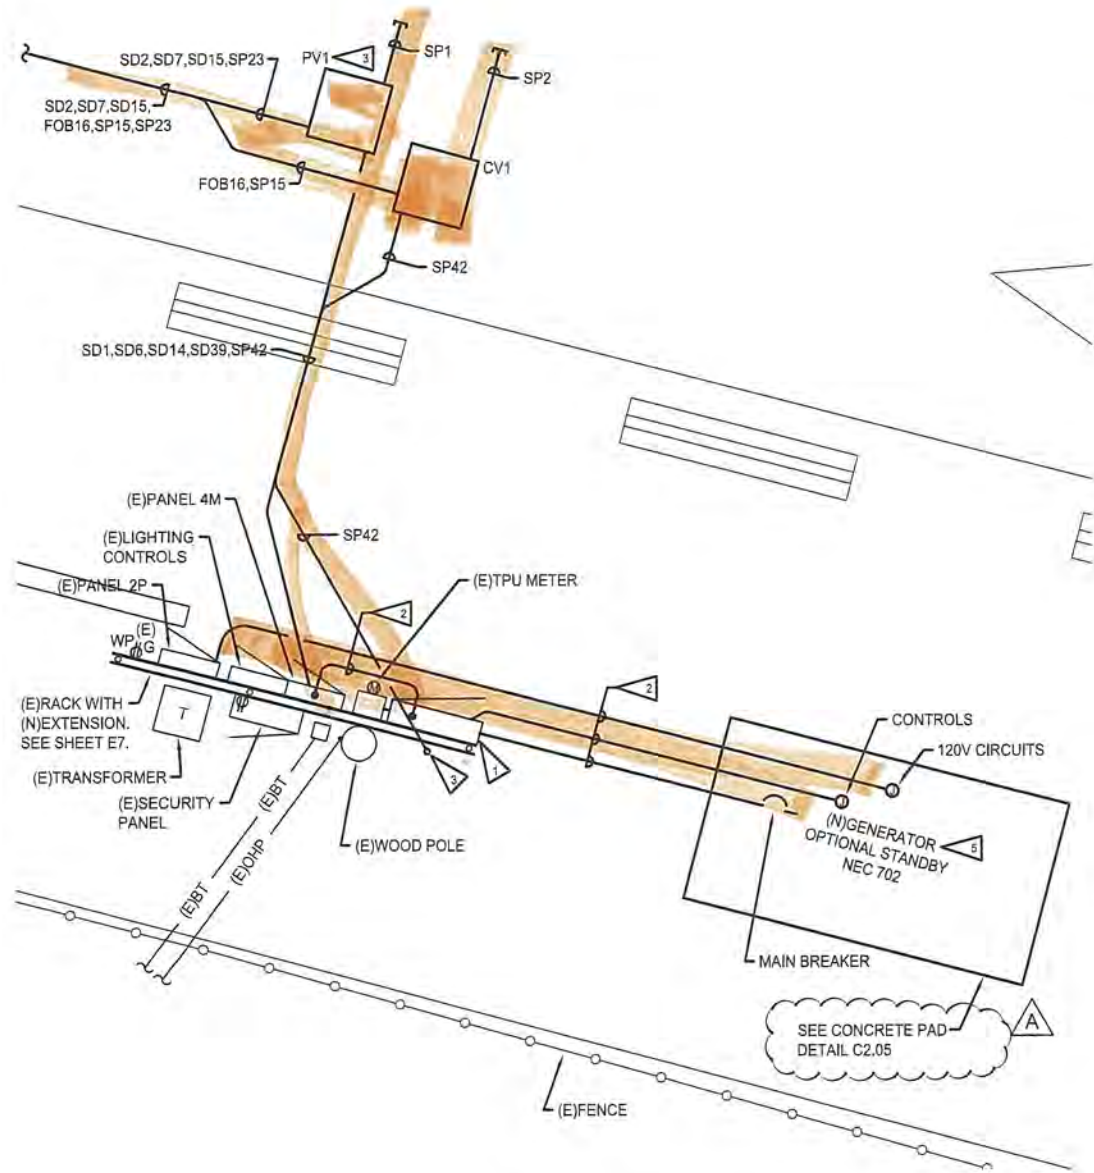 SD2,SD7,SD15,SP23
PV1
3
SP1
SP2
SD2,SD7,SD15,
FOB16,SP15,SP23
FOB16,SP15
CV1
SP42
SD1,SD6,SD14,SD39,SP42
(E)PANEL 4M
(E)LIGHTING
CONTROLS
SP42
(E)PANEL 2P
(E)TPU METER
2
(E)
WP
G
M
2
(E)RACK WITH
(N)EXTENSION.
SEE SHEET E7.
T
CONTROLS
120V CIRCUITS
(E)TRANSFORMER
3
1
(E)SECURITY
PANEL
(E)BT
(E)WOOD POLE
(N)GENERATOR
OPTIONAL STANDBY
NEC 702
5
(E)BT
(E)OHP
MAIN BREAKER
SEE CONCRETE PAD
DETAIL C2.05
A
(E)FENCE